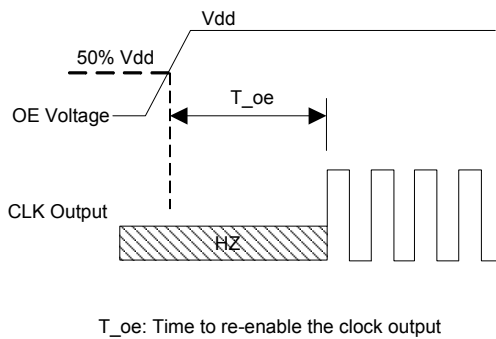 Vdd
50% Vdd
T_oe
OE Voltage
CLK Output
HZ
T_oe: Time to re-enable the clock output